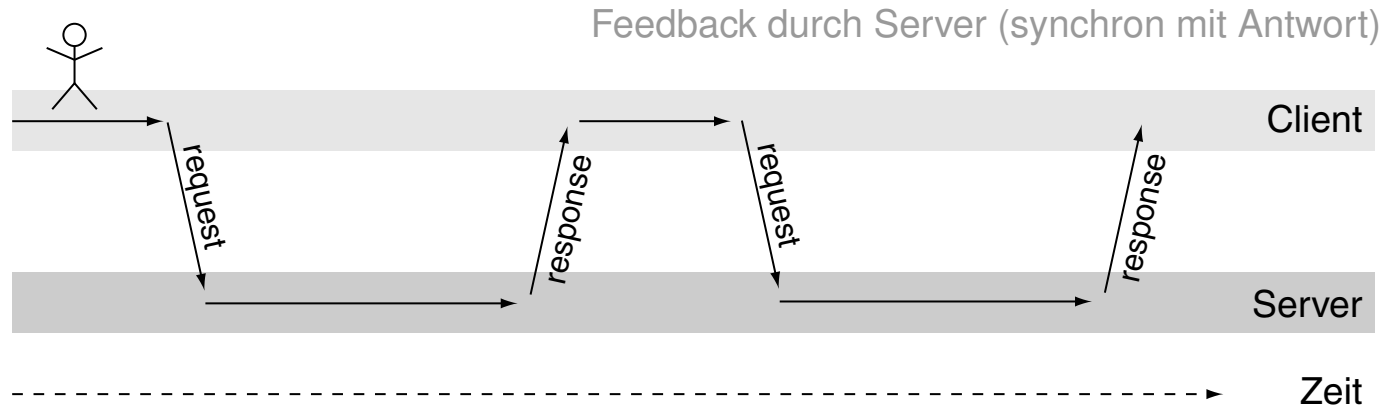 Feedback durch Server (synchron mit Antwort)
Client
request
response
request
response
Server
Zeit